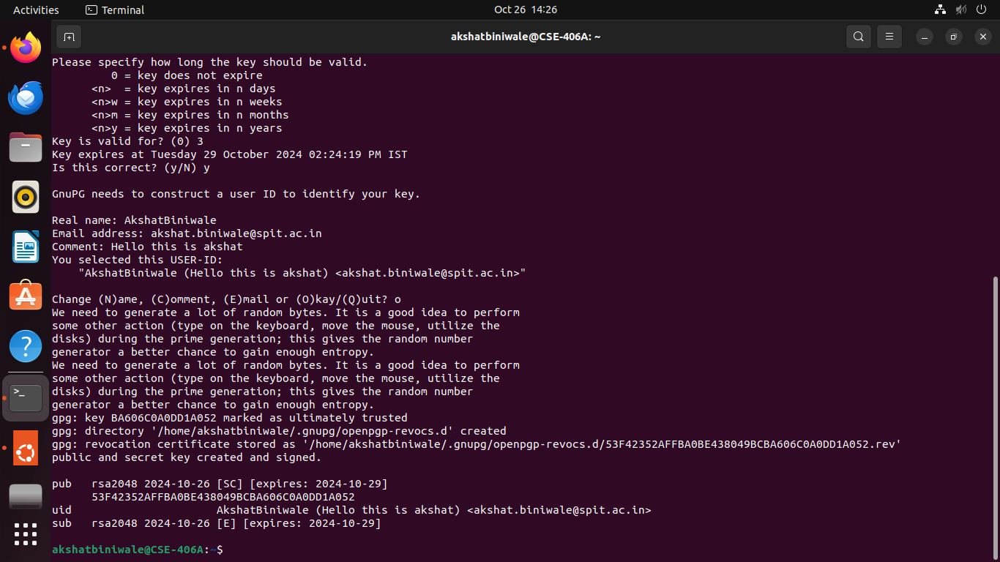 Activities Terminal Oct 26 14:26
akshatbiniwale@CSE-406A: ~
Please specify how long the key should be valid.
         0 = key does not expire
      <n>  = key expires in n days
      <n>w = key expires in n weeks
      <n>m = key expires in n months
      <n>y = key expires in n years
Key is valid for? (0) 3
Key expires at Tuesday 29 October 2024 02:24:19 PM IST
Is this correct? (y/N) y
GnuPG needs to construct a user ID to identify your key.
Real name: AkshatBiniwale
Email address: akshat.biniwale@spit.ac.in
Comment: Hello this is akshat
You selected this USER-ID:
    "AkshatBiniwale (Hello this is akshat) <akshat.biniwale@spit.ac.in>"
Change (N)ame, (C)omment, (E)mail or (O)kay/(Q)uit? o
We need to generate a lot of random bytes. It is a good idea to perform
some other action (type on the keyboard, move the mouse, utilize the
disks) during the prime generation; this gives the random number
generator a better chance to gain enough entropy.
We need to generate a lot of random bytes. It is a good idea to perform
some other action (type on the keyboard, move the mouse, utilize the
disks) during the prime generation; this gives the random number
generator a better chance to gain enough entropy.
gpg: key BA606C0A0DD1A052 marked as ultimately trusted
gpg: directory '/home/akshatbiniwale/.gnupg/openpgp-revocs.d' created
gpg: revocation certificate stored as '/home/akshatbiniwale/.gnupg/openpgp-revocs.d/53F42352AFFBA0BE438049BCBA606C0A0DD1A052.rev'
public and secret key created and signed.
pub   rsa2048 2024-10-26 [SC] [expires: 2024-10-29]
      53F42352AFFBA0BE438049BCBA606C0A0DD1A052
uid                      AkshatBiniwale (Hello this is akshat) <akshat.biniwale@spit.ac.in>
sub   rsa2048 2024-10-26 [E] [expires: 2024-10-29]
akshatbiniwale@CSE-406A:~$